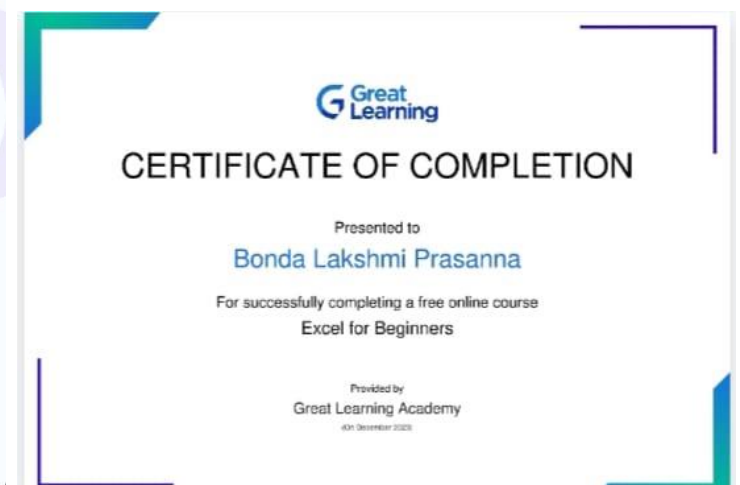 Great
Learning
CERTIFICATE OF COMPLETION
Presented to
Bonda Lakshmi Prasanna
For successfully completing a free online course
Excel for Beginners
Provided by
Great Learning Academy
December